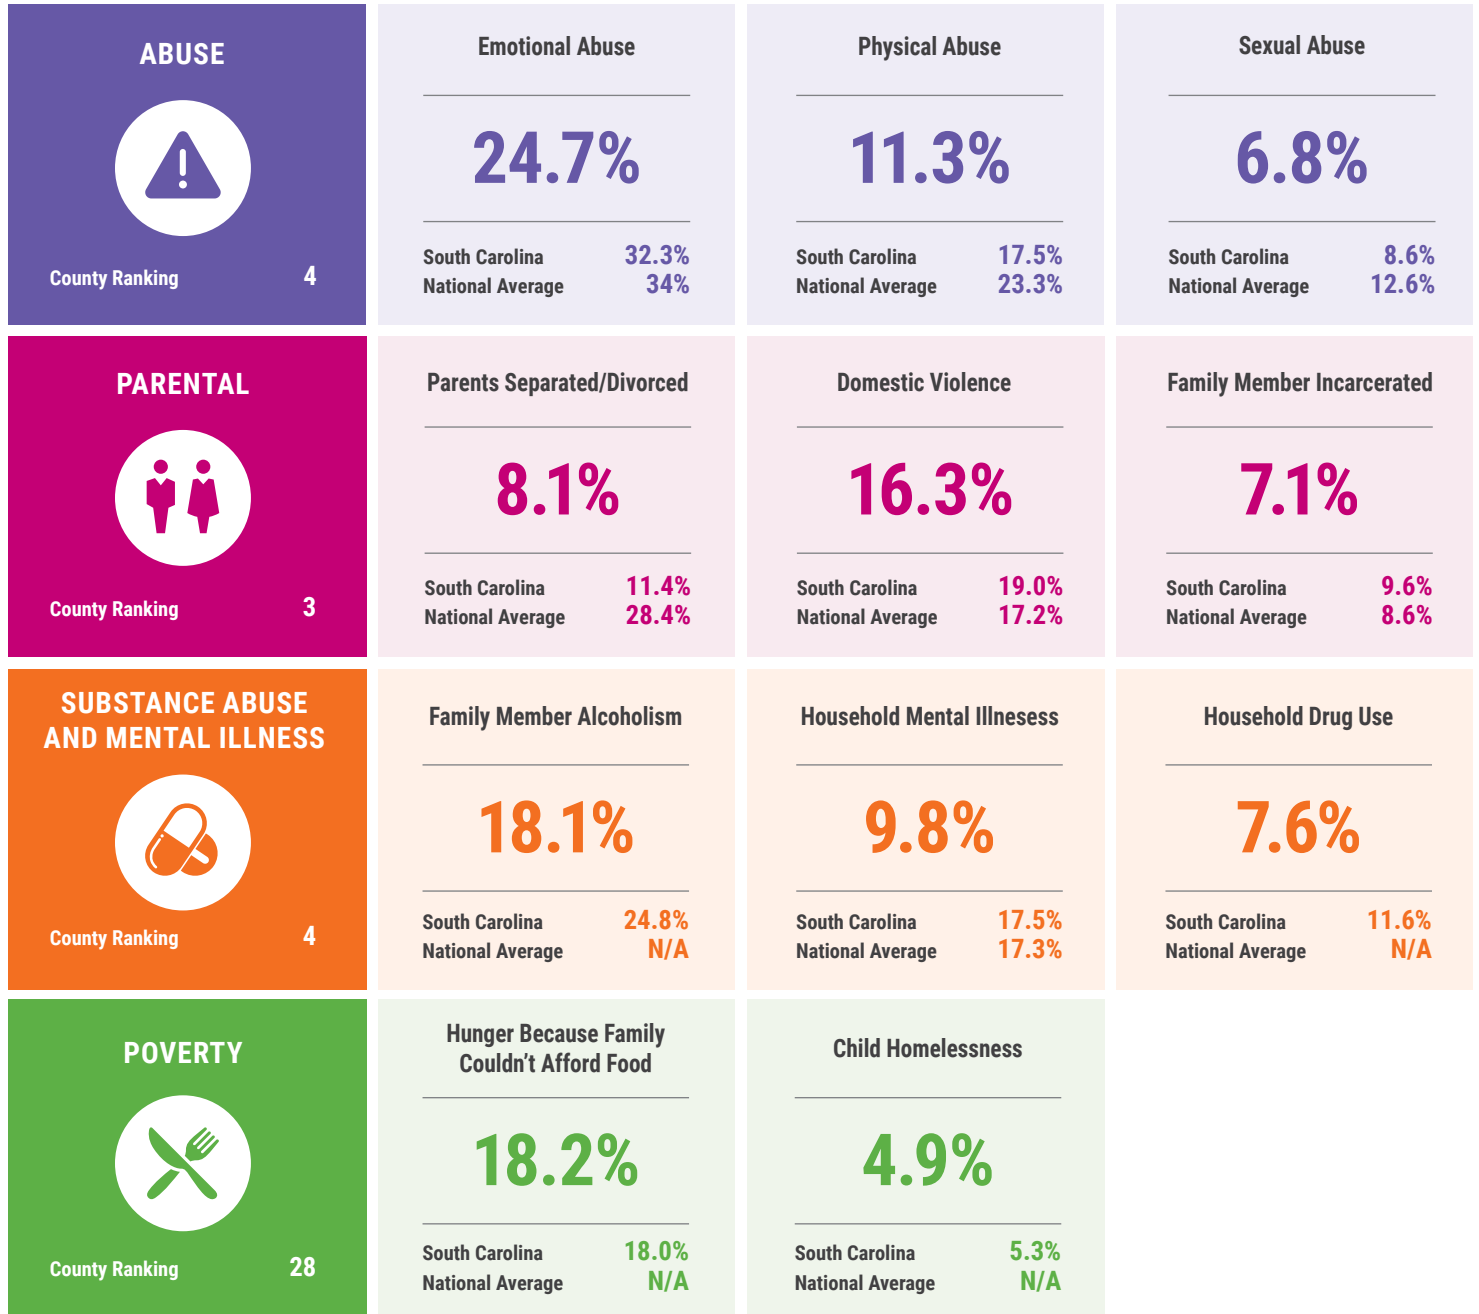 ABUSE
County Ranking 4
Emotional Abuse
24.7%
South Carolina 32.3%
National Average 34%
Physical Abuse
11.3%
South Carolina 17.5%
National Average 23.3%
Sexual Abuse
6.8%
South Carolina 8.6%
National Average 12.6%
PARENTAL
County Ranking 3
Parents Separated/Divorced
8.1%
South Carolina 11.4%
National Average 28.4%
Domestic Violence
16.3%
South Carolina 19.0%
National Average 17.2%
Family Member Incarcerated
7.1%
South Carolina 9.6%
National Average 8.6%
SUBSTANCE ABUSE
AND MENTAL ILLNESS
County Ranking 4
Family Member Alcoholism
18.1%
South Carolina 24.8%
National Average N/A
Household Mental Illnesess
9.8%
South Carolina 17.5%
National Average 17.3%
Household Drug Use
7.6%
South Carolina 11.6%
National Average N/A
POVERTY
County Ranking 28
Hunger Because Family
Couldn’t Afford Food
18.2%
South Carolina 18.0%
National Average N/A
Child Homelessness
4.9%
South Carolina 5.3%
National Average N/A